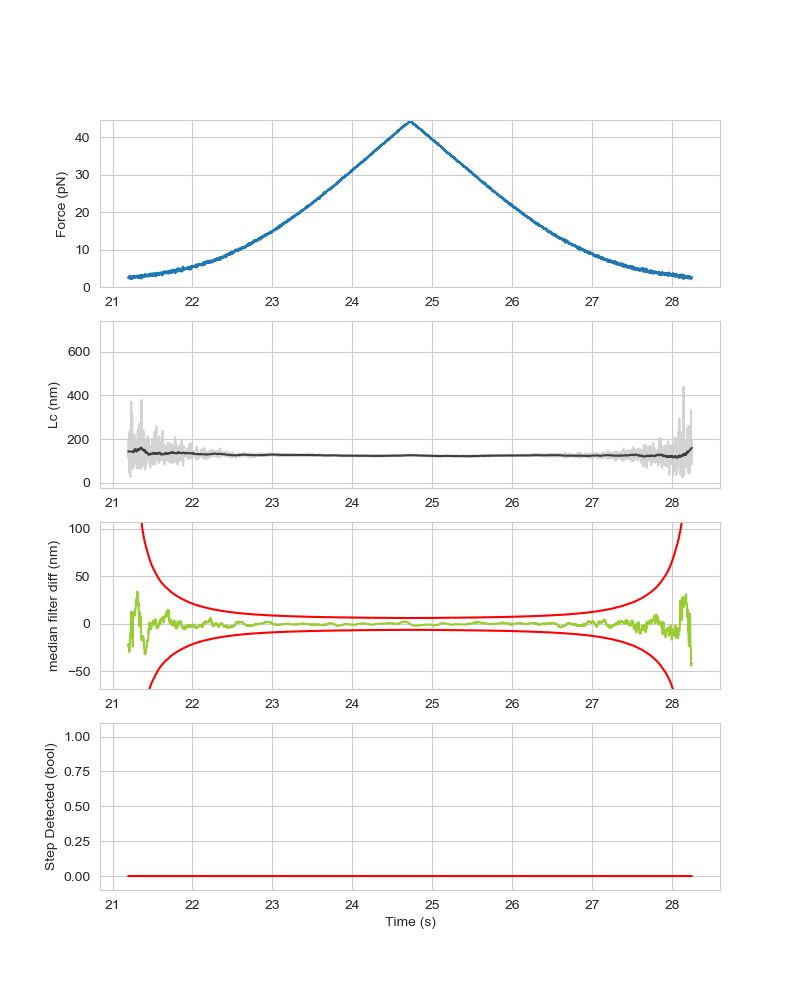 40
30
20
10
0
Force (pN)
21 22 23 24 25 26 27 28
600
400
200
0
Lc (nm)
21 22 23 24 25 26 27 28
100
50
0
−50
median filter diff (nm)
21 22 23 24 25 26 27 28
1.00
0.75
0.50
0.25
0.00
Step Detected (bool)
21 22 23 24 25 26 27 28
Time (s)